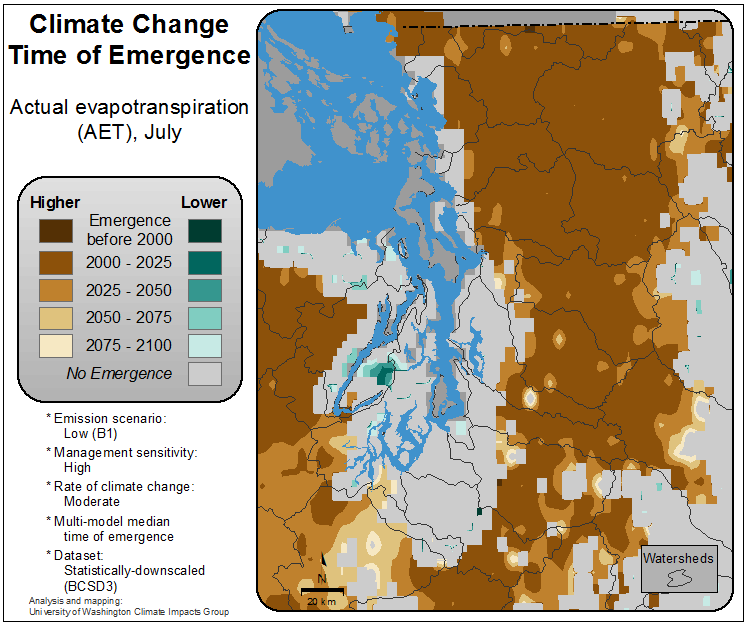 Climate Change
Time of Emergence
Actual evapotranspiration
(AET), July
Higher Lower
Emergence
before 2000
2000 - 2025
2025 - 2050
2050 - 2075
2075 - 2100
No Emergence
* Emission scenario:
Low (B1)
* Management sensitivity:
High
* Rate of climate change:
Moderate
* Multi-model median
time of emergence
* Dataset:
Statistically-downscaled
(BCSD3)
Analysis and mapping:
University of Washington Climate Impacts Group
N
20 km
Watersheds